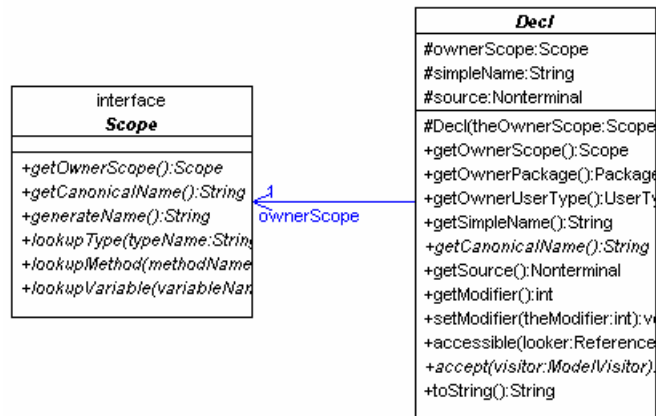 interface
Scope
+getOwnerScope():Scope
+getCanonicalName():String
+generateName():String
+lookupType(typeName:String
+lookupMethod(methodName
+lookupVariable(variableNam
1
ownerScope
Decl
#ownerScope:Scope
#simpleName:String
#source:Nonterminal
#Decl(theOwnerScope:Scope
+getOwnerScope():Scope
+getOwnerPackage():Package
+getOwnerUserType():UserTy
+getSimpleName():String
+getCanonicalName():String
+getSource():Nonterminal
+getModifier():int
+setModifier(theModifier:int):vo
+accessible(looker:Reference
+accept(visitor:ModelVisitor):
+toString():String